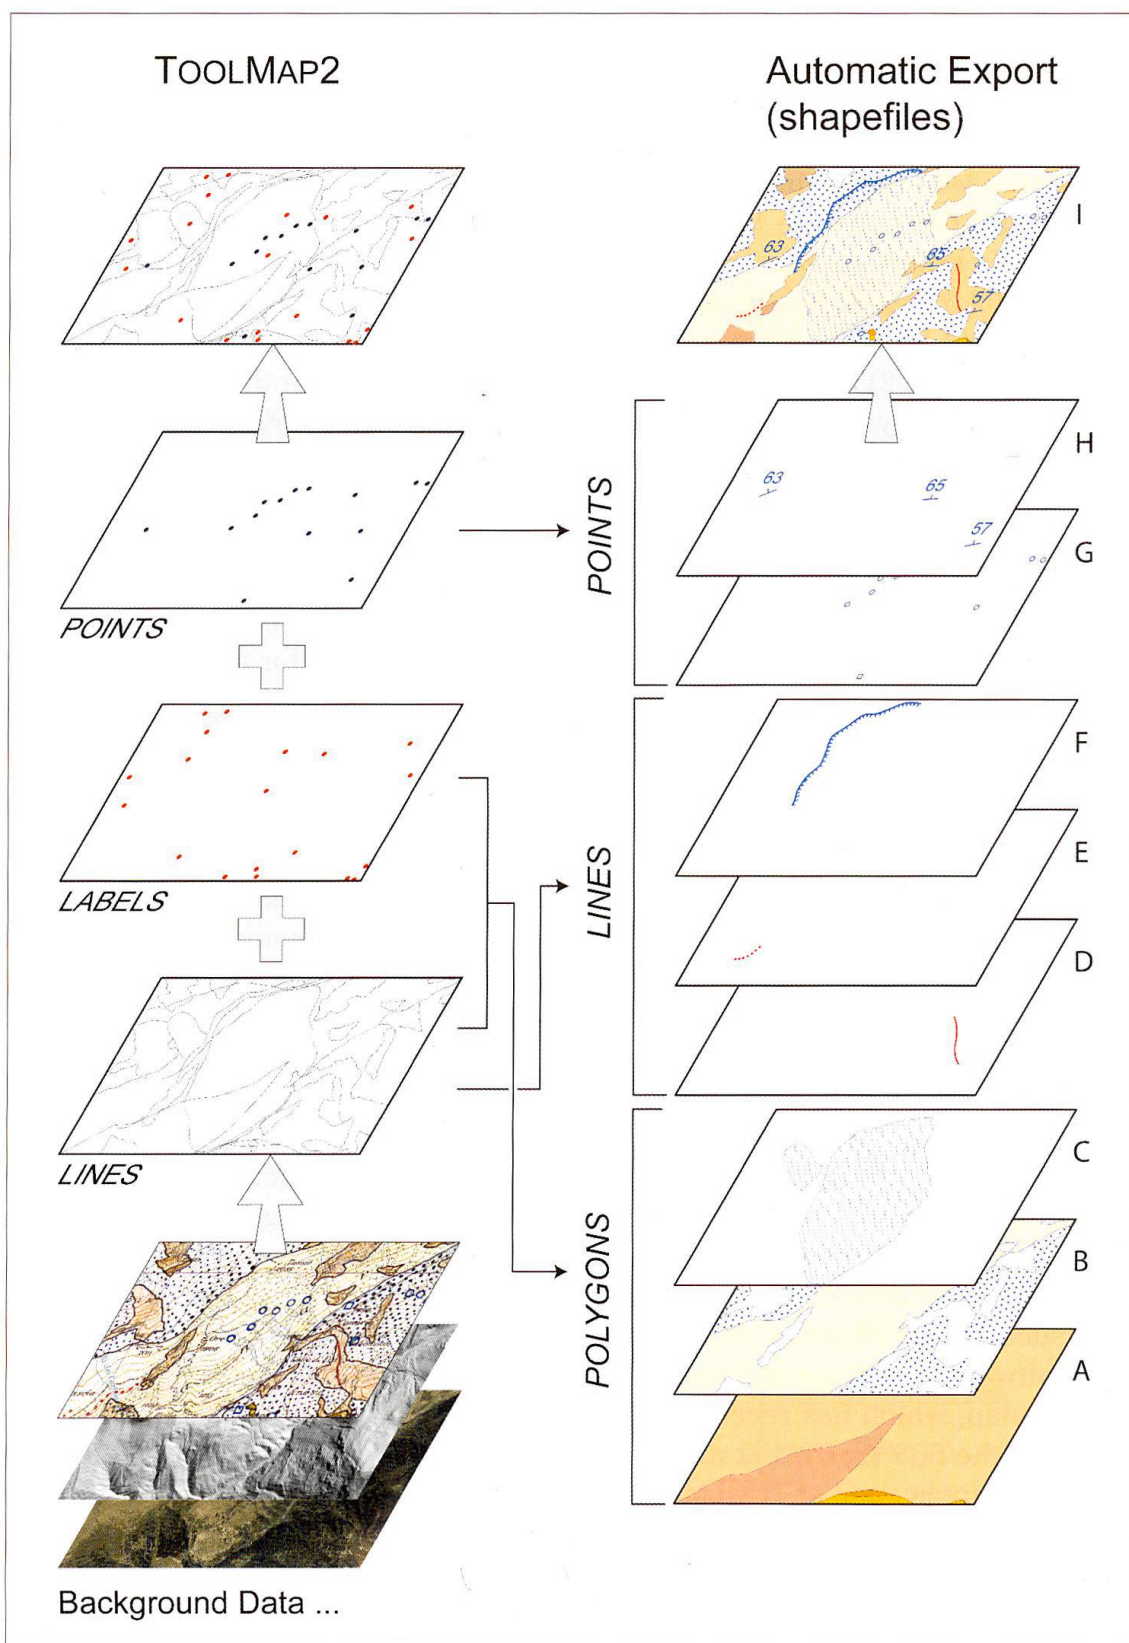 TOOLMAP2
Automatic Export
(shapefiles)
I
63
65
57
H
63
65
57
G
POINTS
POINTS
F
E
D
LINES
LABELS
LINES
C
B
A
POLYGONS
Background Data ...